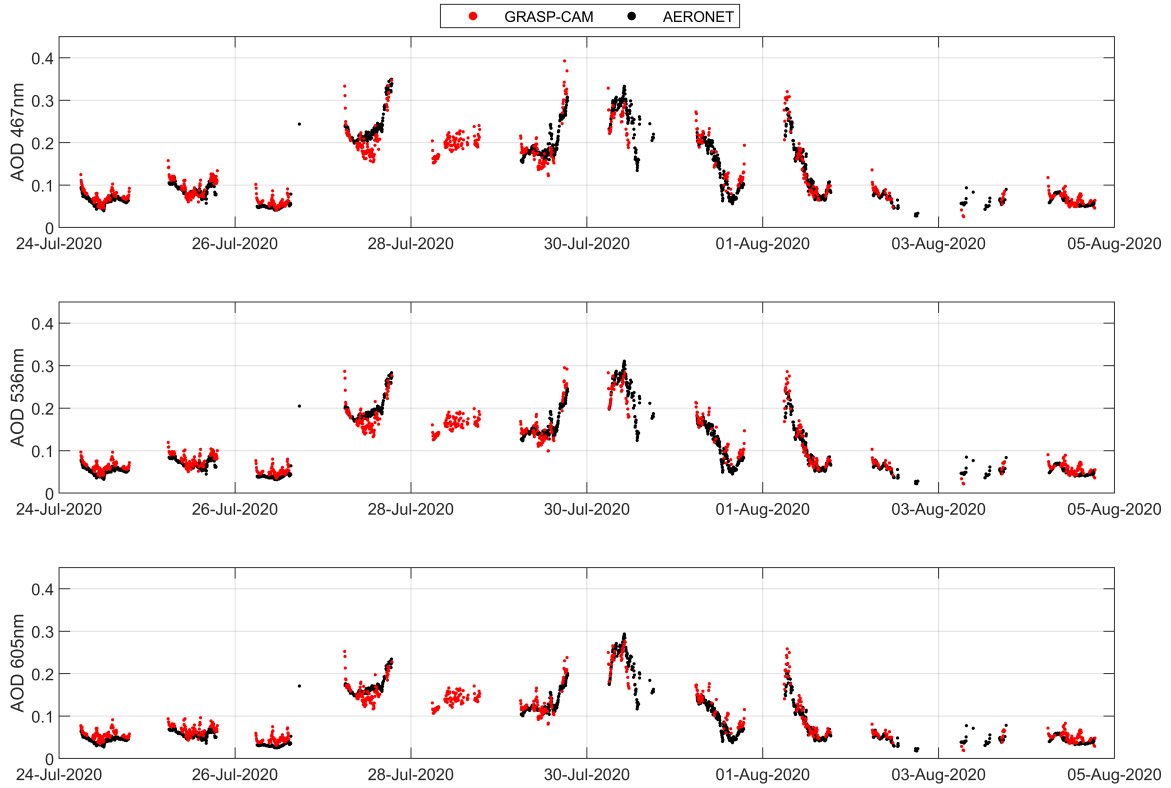 GRASP-CAM AERONET
AOD 467nm
0.4
0.3
0.2
0.1
0
24-Jul-2020 26-Jul-2020 28-Jul-2020 30-Jul-2020 01-Aug-2020 03-Aug-2020 05-Aug-2020
AOD 536nm
0.4
0.3
0.2
0.1
0
24-Jul-2020 26-Jul-2020 28-Jul-2020 30-Jul-2020 01-Aug-2020 03-Aug-2020 05-Aug-2020
AOD 605nm
0.4
0.3
0.2
0.1
0
24-Jul-2020 26-Jul-2020 28-Jul-2020 30-Jul-2020 01-Aug-2020 03-Aug-2020 05-Aug-2020